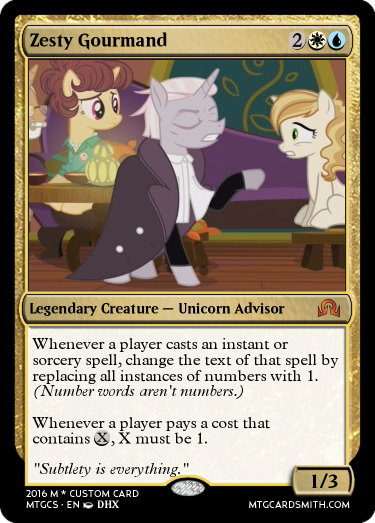 Zesty Gourmand 2
Legendary Creature — Unicorn Advisor
Whenever a player casts an instant or
sorcery spell, change the text of that spell by
replacing all instances of numbers with 1.
(Number words aren't numbers.)
Whenever a player pays a cost that
contains X, X must be 1.
"Subtlety is everything."
1/3
2016 M * CUSTOM CARD
MTGCS · EN DHX
MTGCARDSMITH.COM